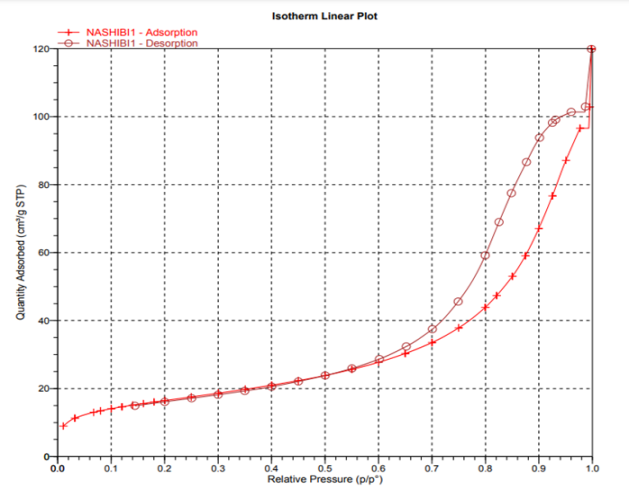 Isotherm Linear Plot
NASHIBI1 - Adsorption
NASHIBI1 - Desorption
120
100
80
60
40
20
0
Quantity Adsorbed (cm³/g STP)
0.0 0.1 0.2 0.3 0.4 0.5 0.6 0.7 0.8 0.9 1.0
Relative Pressure (p/p°)